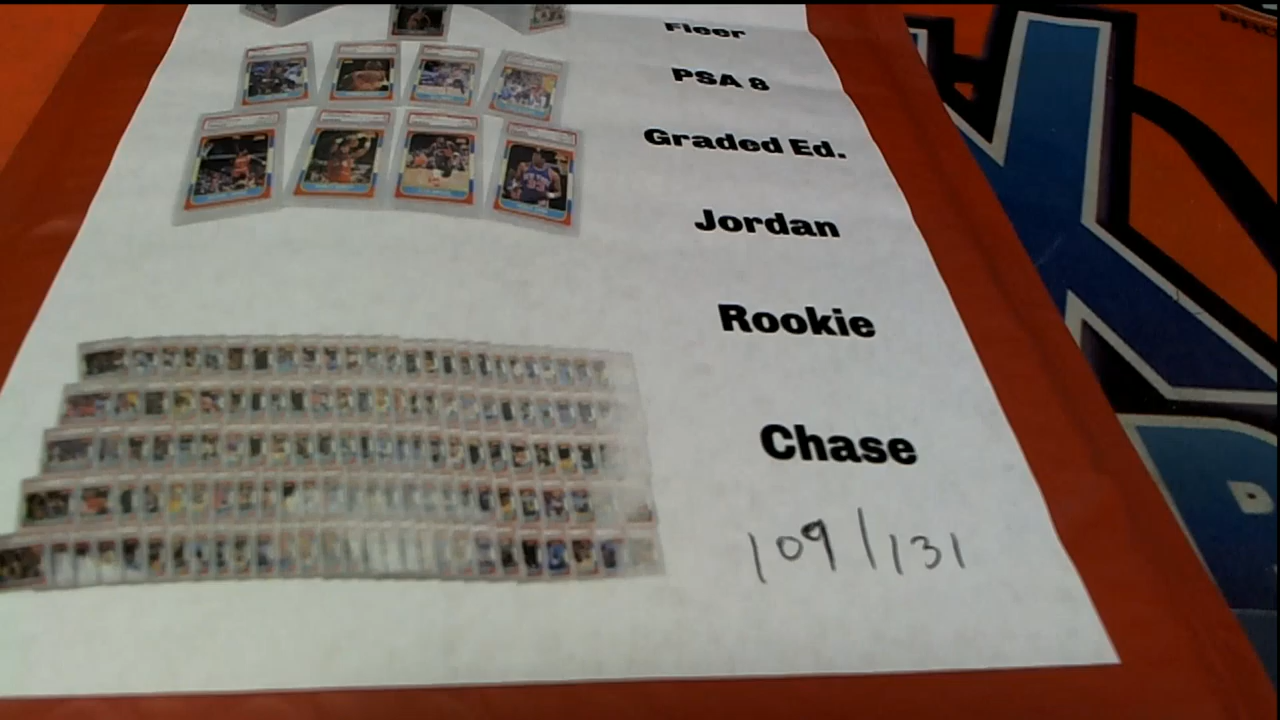 Fleer
PSA 8
Graded Ed.
Jordan
Rookie
Chase
109/131